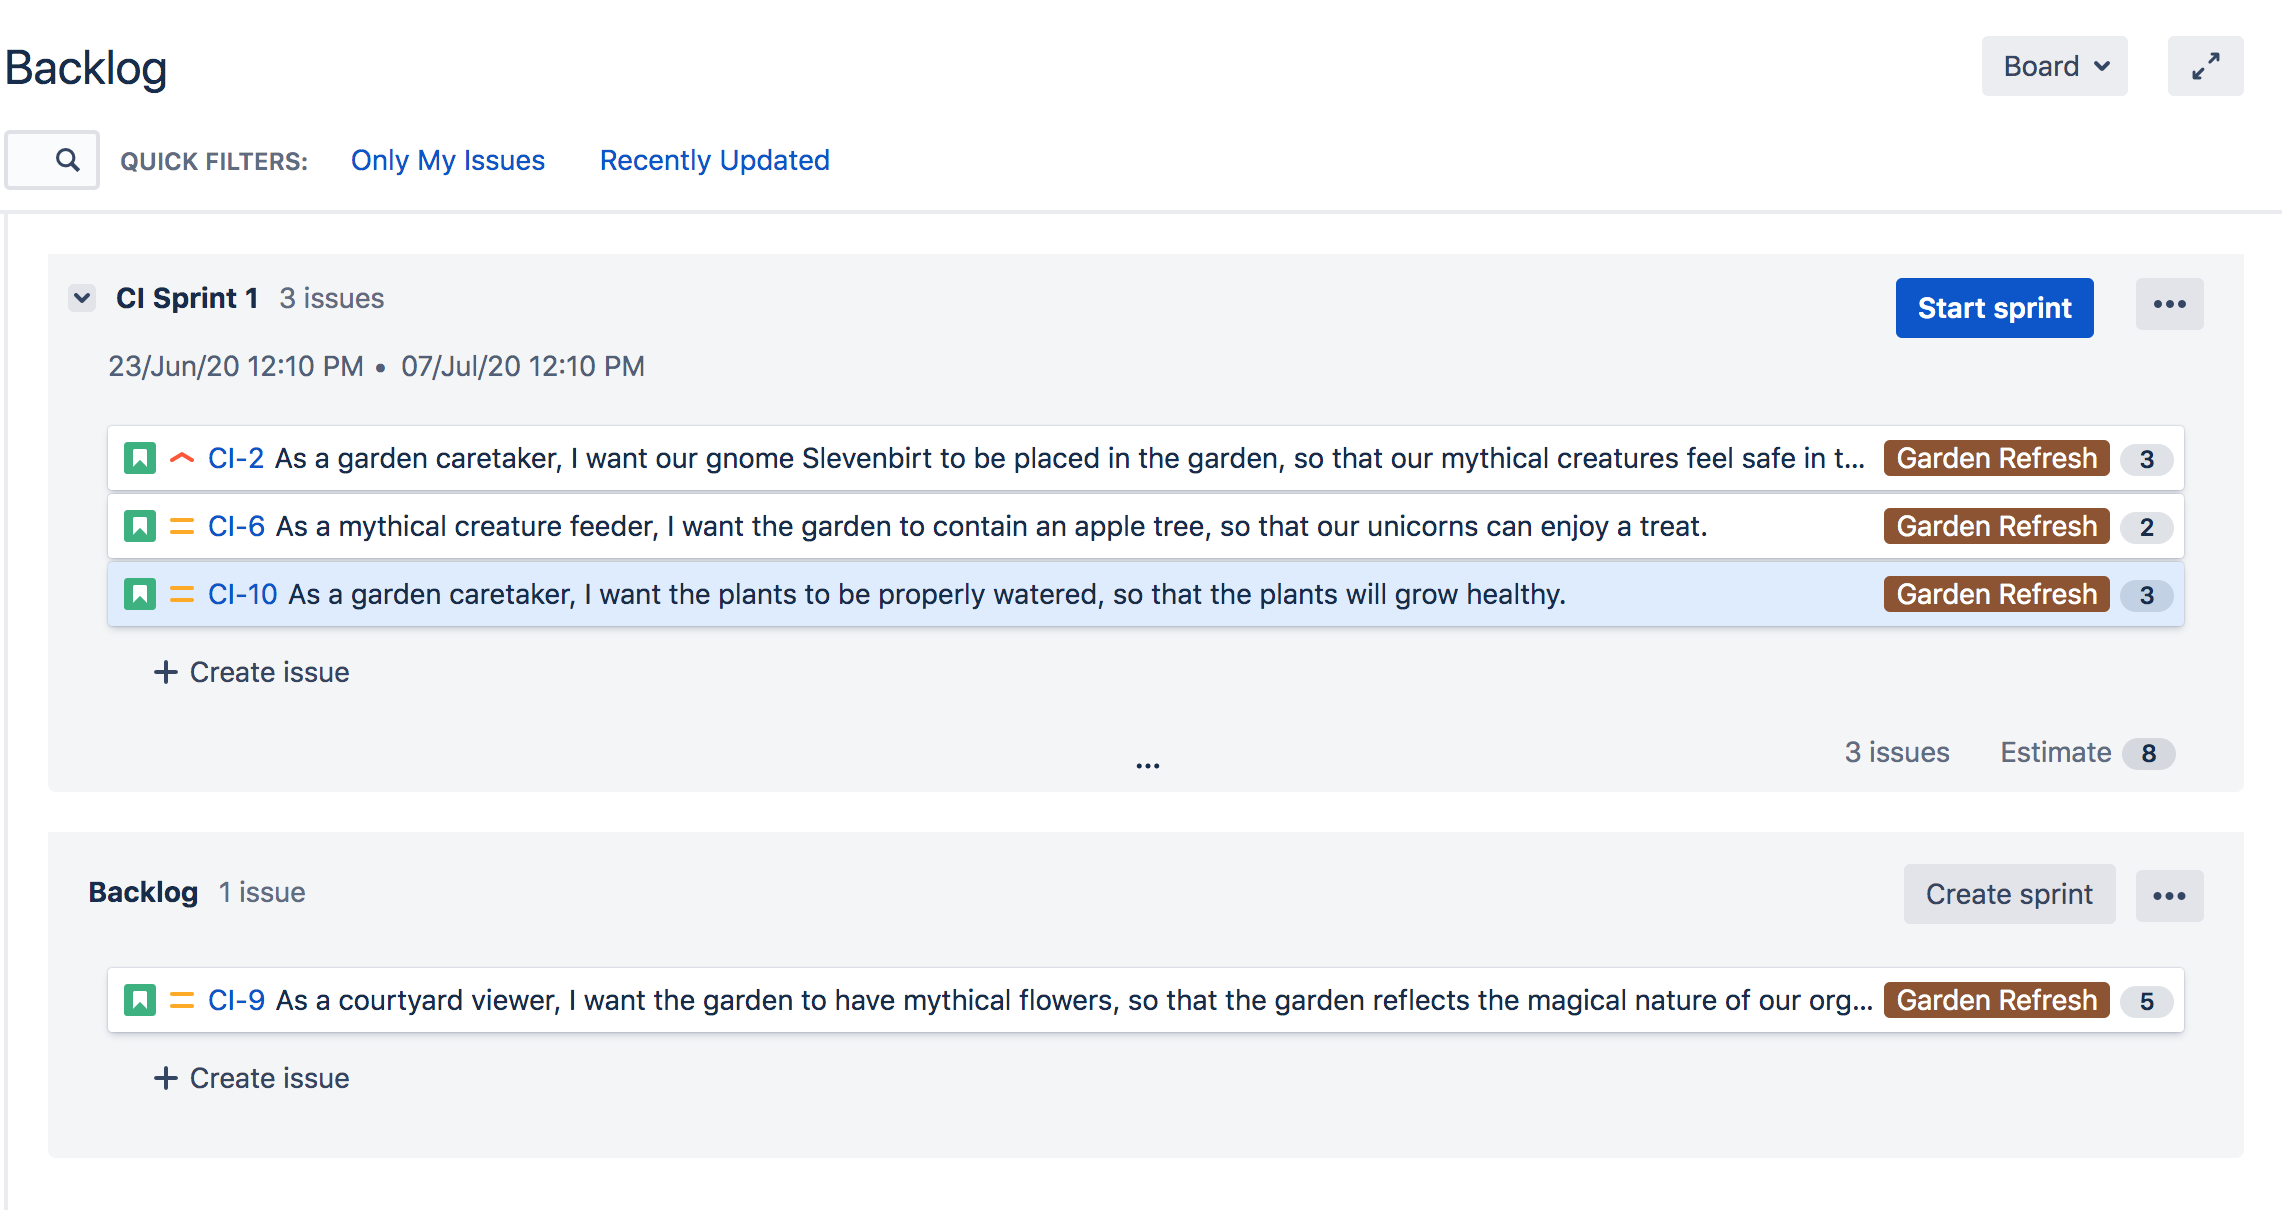 Backlog
Board
QUICK FILTERS: Only My Issues Recently Updated
CI Sprint 1 3 issues
Start sprint
23/Jun/20 12:10 PM • 07/Jul/20 12:10 PM
CI-2 As a garden caretaker, I want our gnome Slevenbirt to be placed in the garden, so that our mythical creatures feel safe in t... Garden Refresh 3
CI-6 As a mythical creature feeder, I want the garden to contain an apple tree, so that our unicorns can enjoy a treat. Garden Refresh 2
CI-10 As a garden caretaker, I want the plants to be properly watered, so that the plants will grow healthy. Garden Refresh 3
+ Create issue
3 issues Estimate 8
Backlog 1 issue
Create sprint
CI-9 As a courtyard viewer, I want the garden to have mythical flowers, so that the garden reflects the magical nature of our org... Garden Refresh 5
+ Create issue